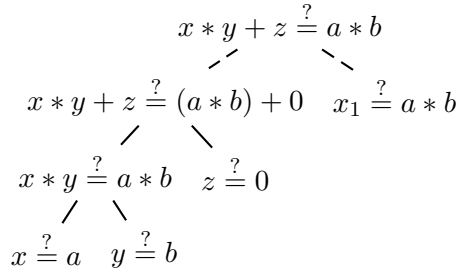 x ∗ y + z ≟ a ∗ b
x ∗ y + z ≟ (a ∗ b) + 0 x₁ ≟ a ∗ b
x ∗ y ≟ a ∗ b z ≟ 0
x ≟ a y ≟ b